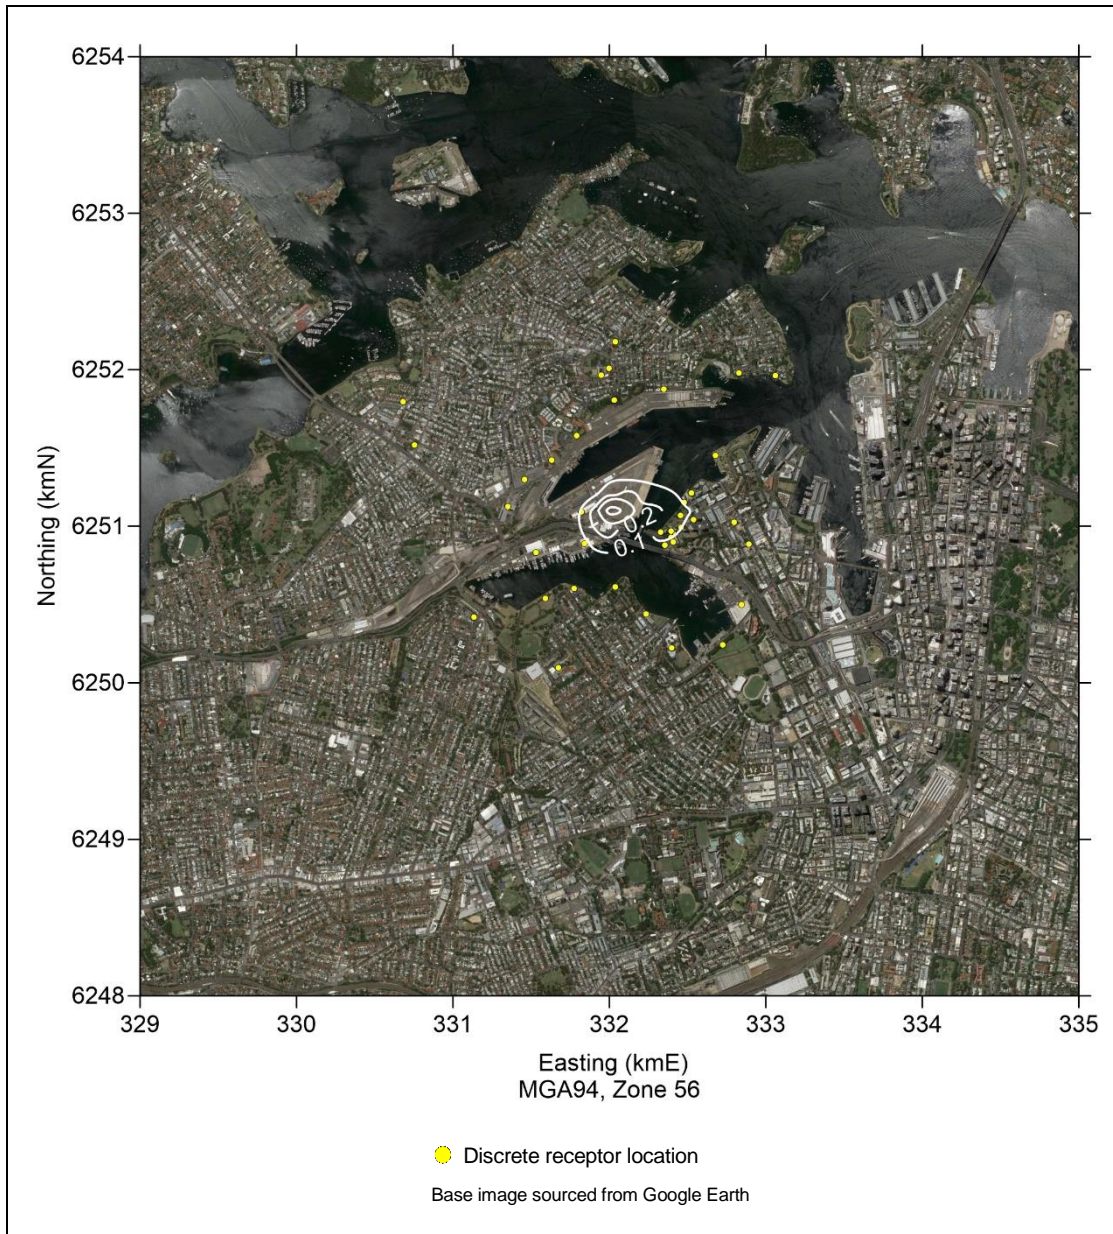 6254
6253
6252
6251
6250
6249
6248
Northing (kmN)
0.2
0.1
329 330 331 332 333 334 335
Easting (kmE)
MGA94, Zone 56
Discrete receptor location
Base image sourced from Google Earth